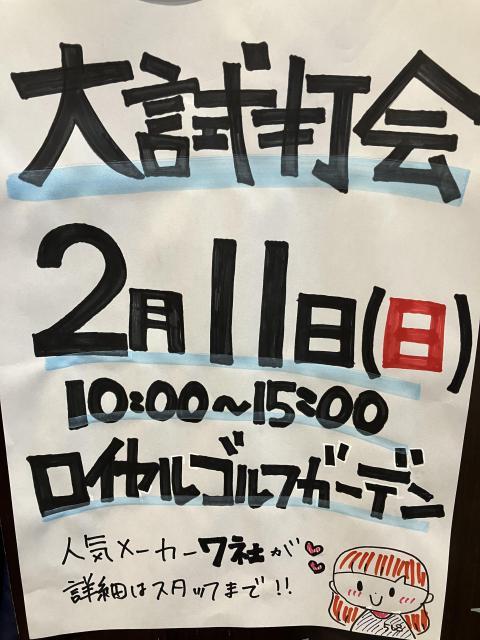 大試打会
2月11日(日)
10:00〜15:00
ロイヤルゴルフガーデン
人気メーカー7社が
詳細はスタッフまで!!